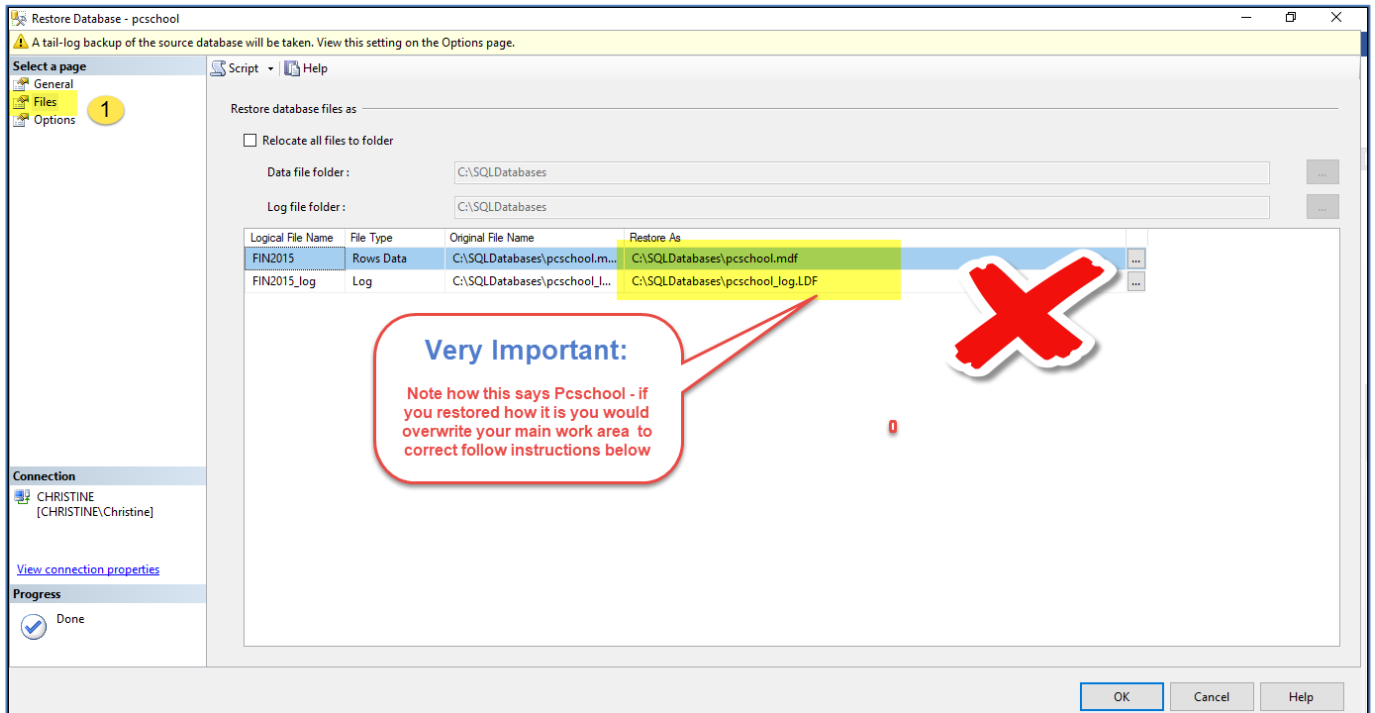 Restore Database - pcschool
A tail-log backup of the source database will be taken. View this setting on the Options page.
Select a page
General
Files
1
Options
Script
Help
Restore database files as
Relocate all files to folder
Data file folder :
C:\SQLDatabases
...
Log file folder :
C:\SQLDatabases
...
Logical File Name File Type Original File Name Restore As
FIN2015 Rows Data C:\SQLDatabases\pcschool.m... C:\SQLDatabases\pcschool.mdf ...
FIN2015_log Log C:\SQLDatabases\pcschool_l... C:\SQLDatabases\pcschool_log.LDF ...
Very Important:
Note how this says Pcschool - if
you restored how it is you would
overwrite your main work area to
correct follow instructions below
Connection
CHRISTINE
[CHRISTINE\Christine]
View connection properties
Progress
Done
OK Cancel Help